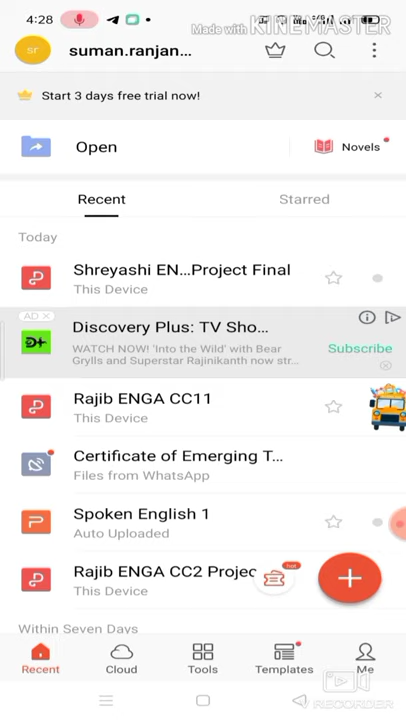 4:28
Made with KINEMASTER
sr
suman.ranjan...
Start 3 days free trial now!
Open
Novels
Recent
Starred
Today
Shreyashi EN...Project Final
This Device
AD
Discovery Plus: TV Sho...
WATCH NOW! 'Into the Wild' with Bear
Grylls and Superstar Rajinikanth now str...
Subscribe
D+
Rajib ENGA CC11
This Device
Certificate of Emerging T...
Files from WhatsApp
Spoken English 1
Auto Uploaded
Rajib ENGA CC2 Projec
This Device
Within Seven Days
Recent
Cloud
Tools
Templates
Me
RECORDER